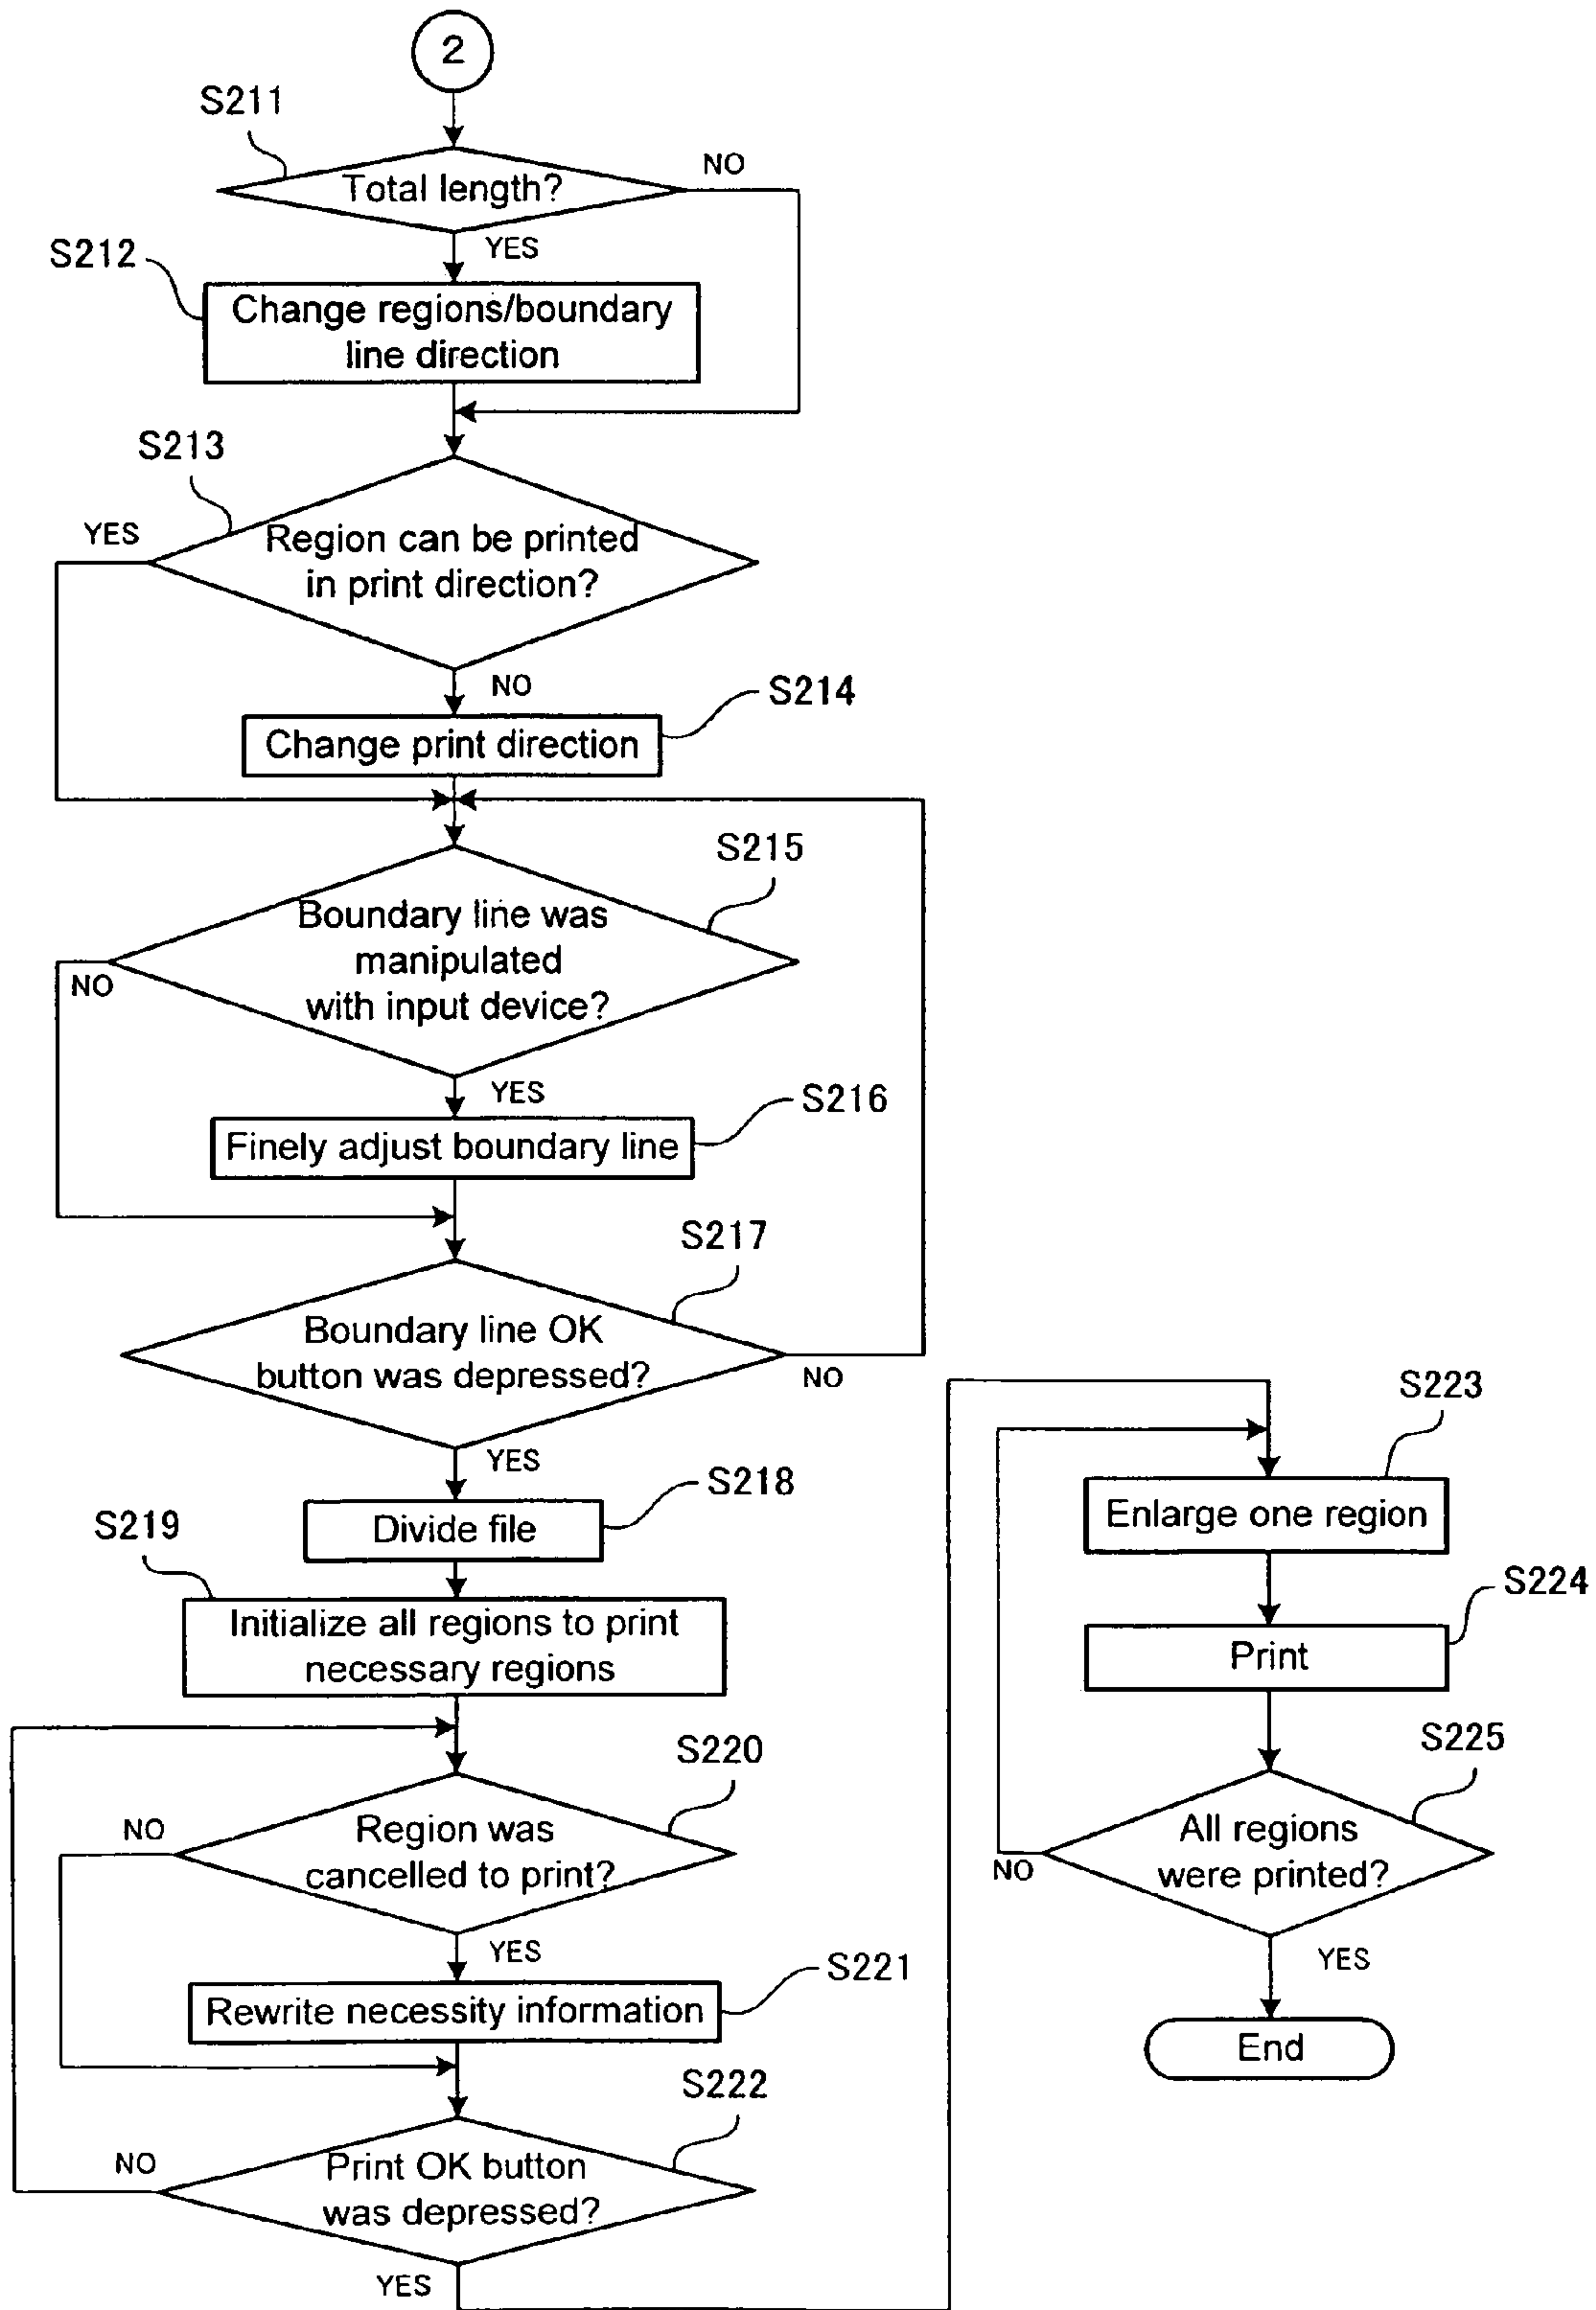 2
S211
NO
Total length?
YES
S212
Change regions/boundary
line direction
S213
YES
Region can be printed
in print direction?
NO
S214
Change print direction
S215
Boundary line was
manipulated
with input device?
NO
YES
S216
Finely adjust boundary line
S217
Boundary line OK
button was depressed?
NO
YES
S218
Divide file
S219
Initialize all regions to print
necessary regions
S220
NO
Region was
cancelled to print?
YES
S221
Rewrite necessity information
S222
NO
Print OK button
was depressed?
YES
S223
Enlarge one region
S224
Print
S225
All regions
were printed?
NO
YES
End